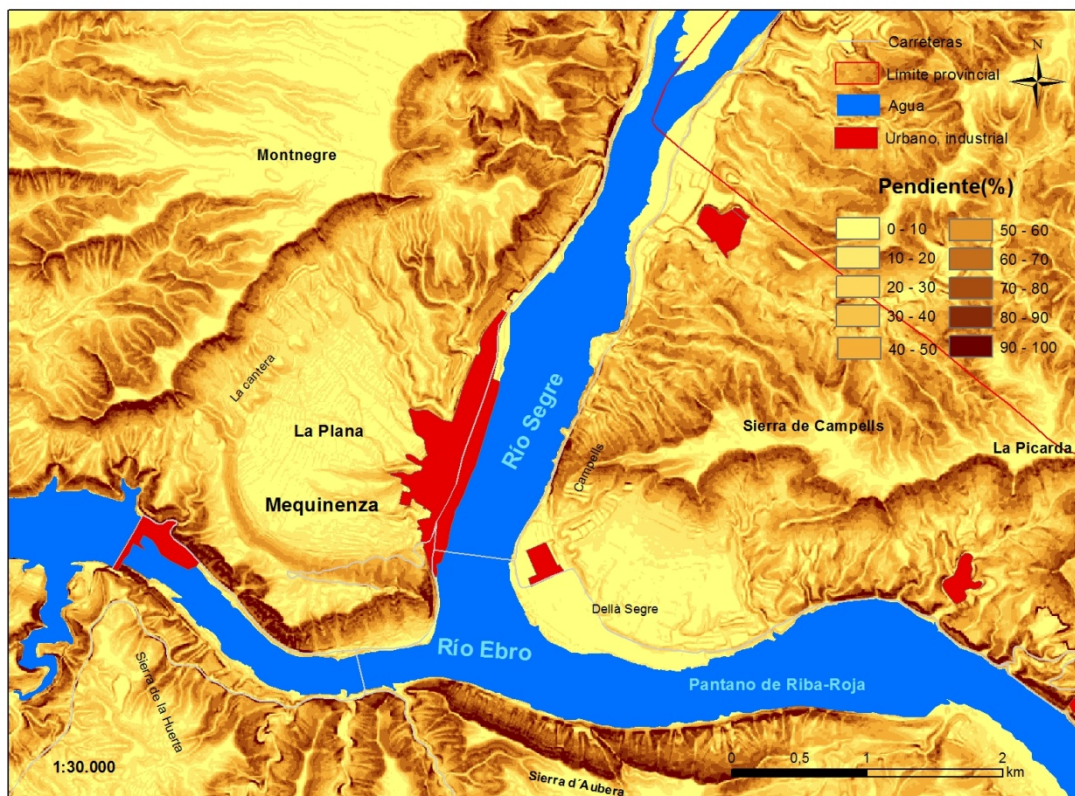 Carreteras
N
Límite provincial
Agua
Urbano, industrial
Montnegre
Pendiente(%)
0 - 10
50 - 60
10 - 20
60 - 70
20 - 30
70 - 80
30 - 40
80 - 90
40 - 50
90 - 100
La cantera
Río Segre
La Plana
Sierra de Campells
La Picarda
Campells
Mequinenza
Dellà Segre
Río Ebro
Pantano de Riba-Roja
Sierra de la Huerta
1:30.000
Sierra d´Aubera
0
0,5
1
2
km